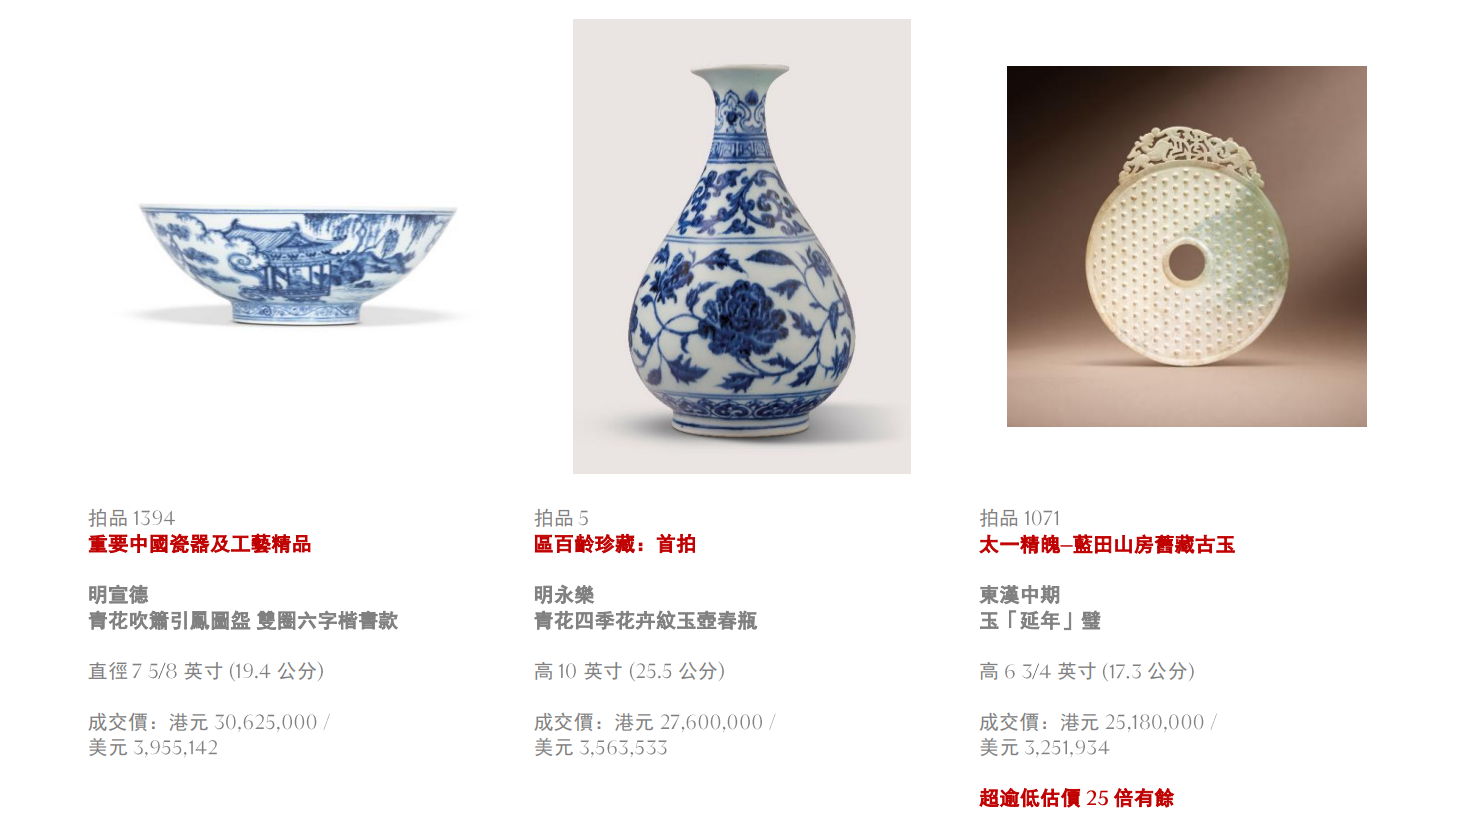 拍品 1394
重要中國瓷器及工藝精品
明宣德
青花吹簫引鳳圖盌 雙圈六字楷書款
直徑 7 5/8 英寸 (19.4 公分)
成交價：港元 30,625,000 /
美元 3,955,142
拍品 5
區百齡珍藏：首拍
明永樂
青花四季花卉紋玉壺春瓶
高 10 英寸 (25.5 公分)
成交價：港元 27,600,000 /
美元 3,563,533
拍品 1071
太一精魄–藍田山房舊藏古玉
東漢中期
玉「延年」璧
高 6 3/4 英寸 (17.3 公分)
成交價：港元 25,180,000 /
美元 3,251,934
超逾低估價 25 倍有餘